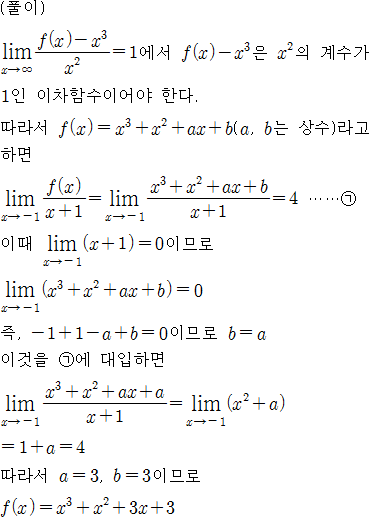 (풀이)
lim_{x→∞} (f(x)−x³)/x² = 1에서 f(x)−x³은 x²의 계수가
1인 이차함수이어야 한다.
따라서 f(x)=x³+x²+ax+b(a, b는 상수)라고
하면
lim_{x→−1} f(x)/(x+1) = lim_{x→−1} (x³+x²+ax+b)/(x+1) = 4 ……㉠
이때 lim_{x→−1} (x+1)=0이므로
lim_{x→−1} (x³+x²+ax+b)=0
즉, −1+1−a+b=0이므로 b=a
이것을 ㉠에 대입하면
lim_{x→−1} (x³+x²+ax+a)/(x+1) = lim_{x→−1} (x²+a)
=1+a=4
따라서 a=3, b=3이므로
f(x)=x³+x²+3x+3